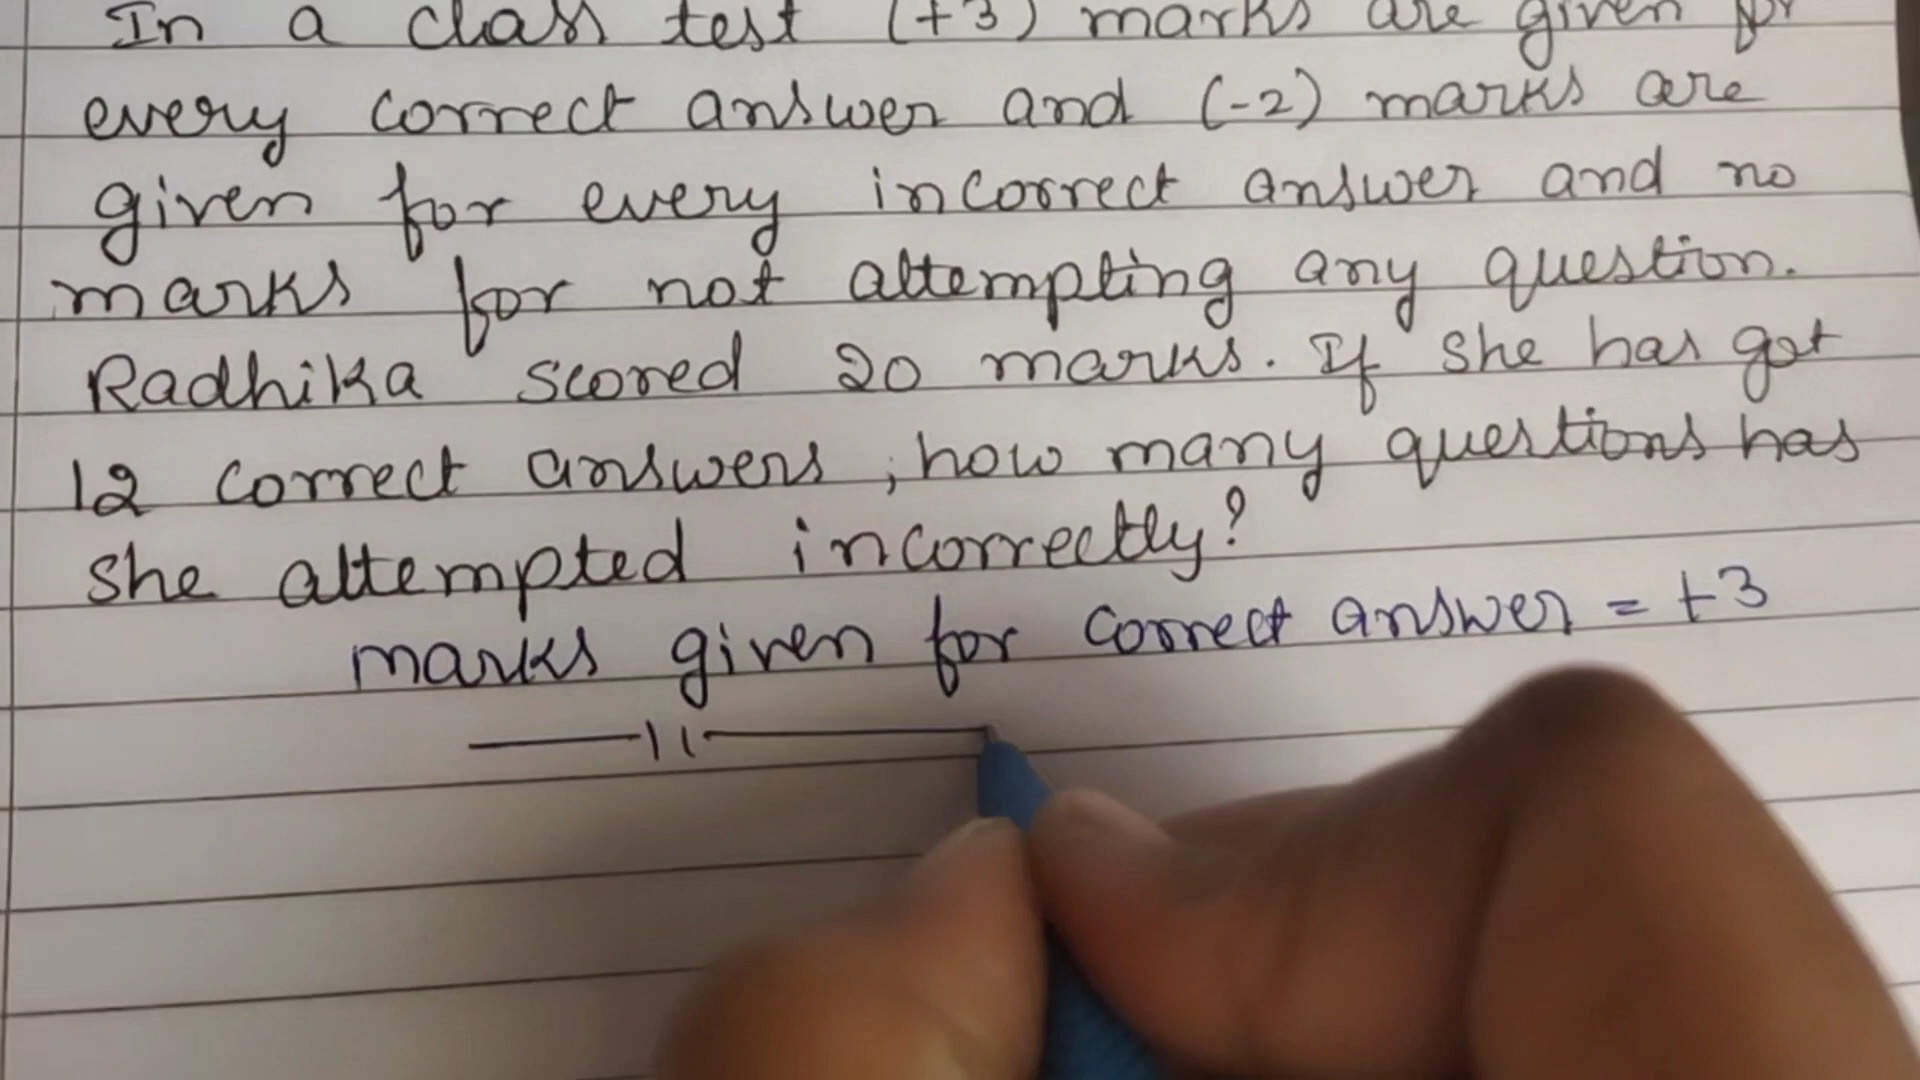 In a class test (+3) marks are given for
every correct answer and (-2) marks are
given for every incorrect answer and no
marks for not attempting any question.
Radhika scored 20 marks. If she has got
12 correct answers, how many questions has
she attempted incorrectly?
marks given for correct answer = +3
—— 11 ——